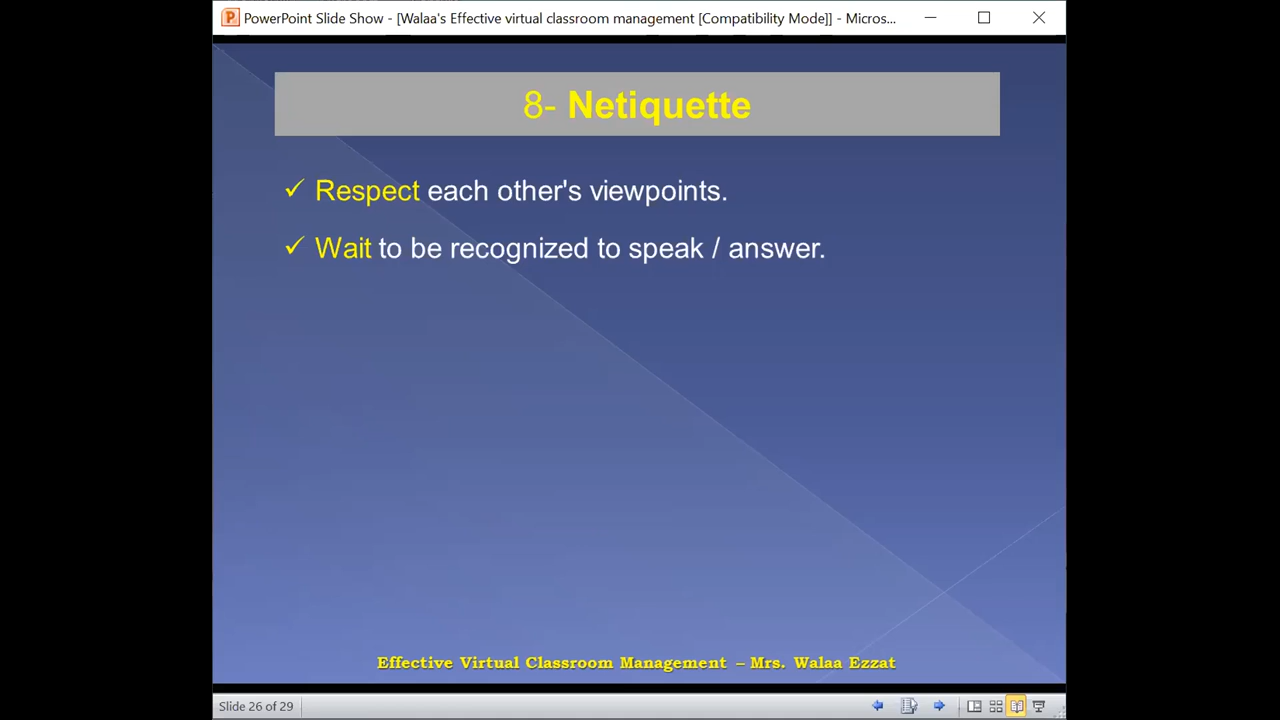 PowerPoint Slide Show - [Walaa's Effective virtual classroom management [Compatibility Mode]] - Micros...
8- Netiquette
✓ Respect each other's viewpoints.
✓ Wait to be recognized to speak / answer.
Effective Virtual Classroom Management – Mrs. Walaa Ezzat
Slide 26 of 29